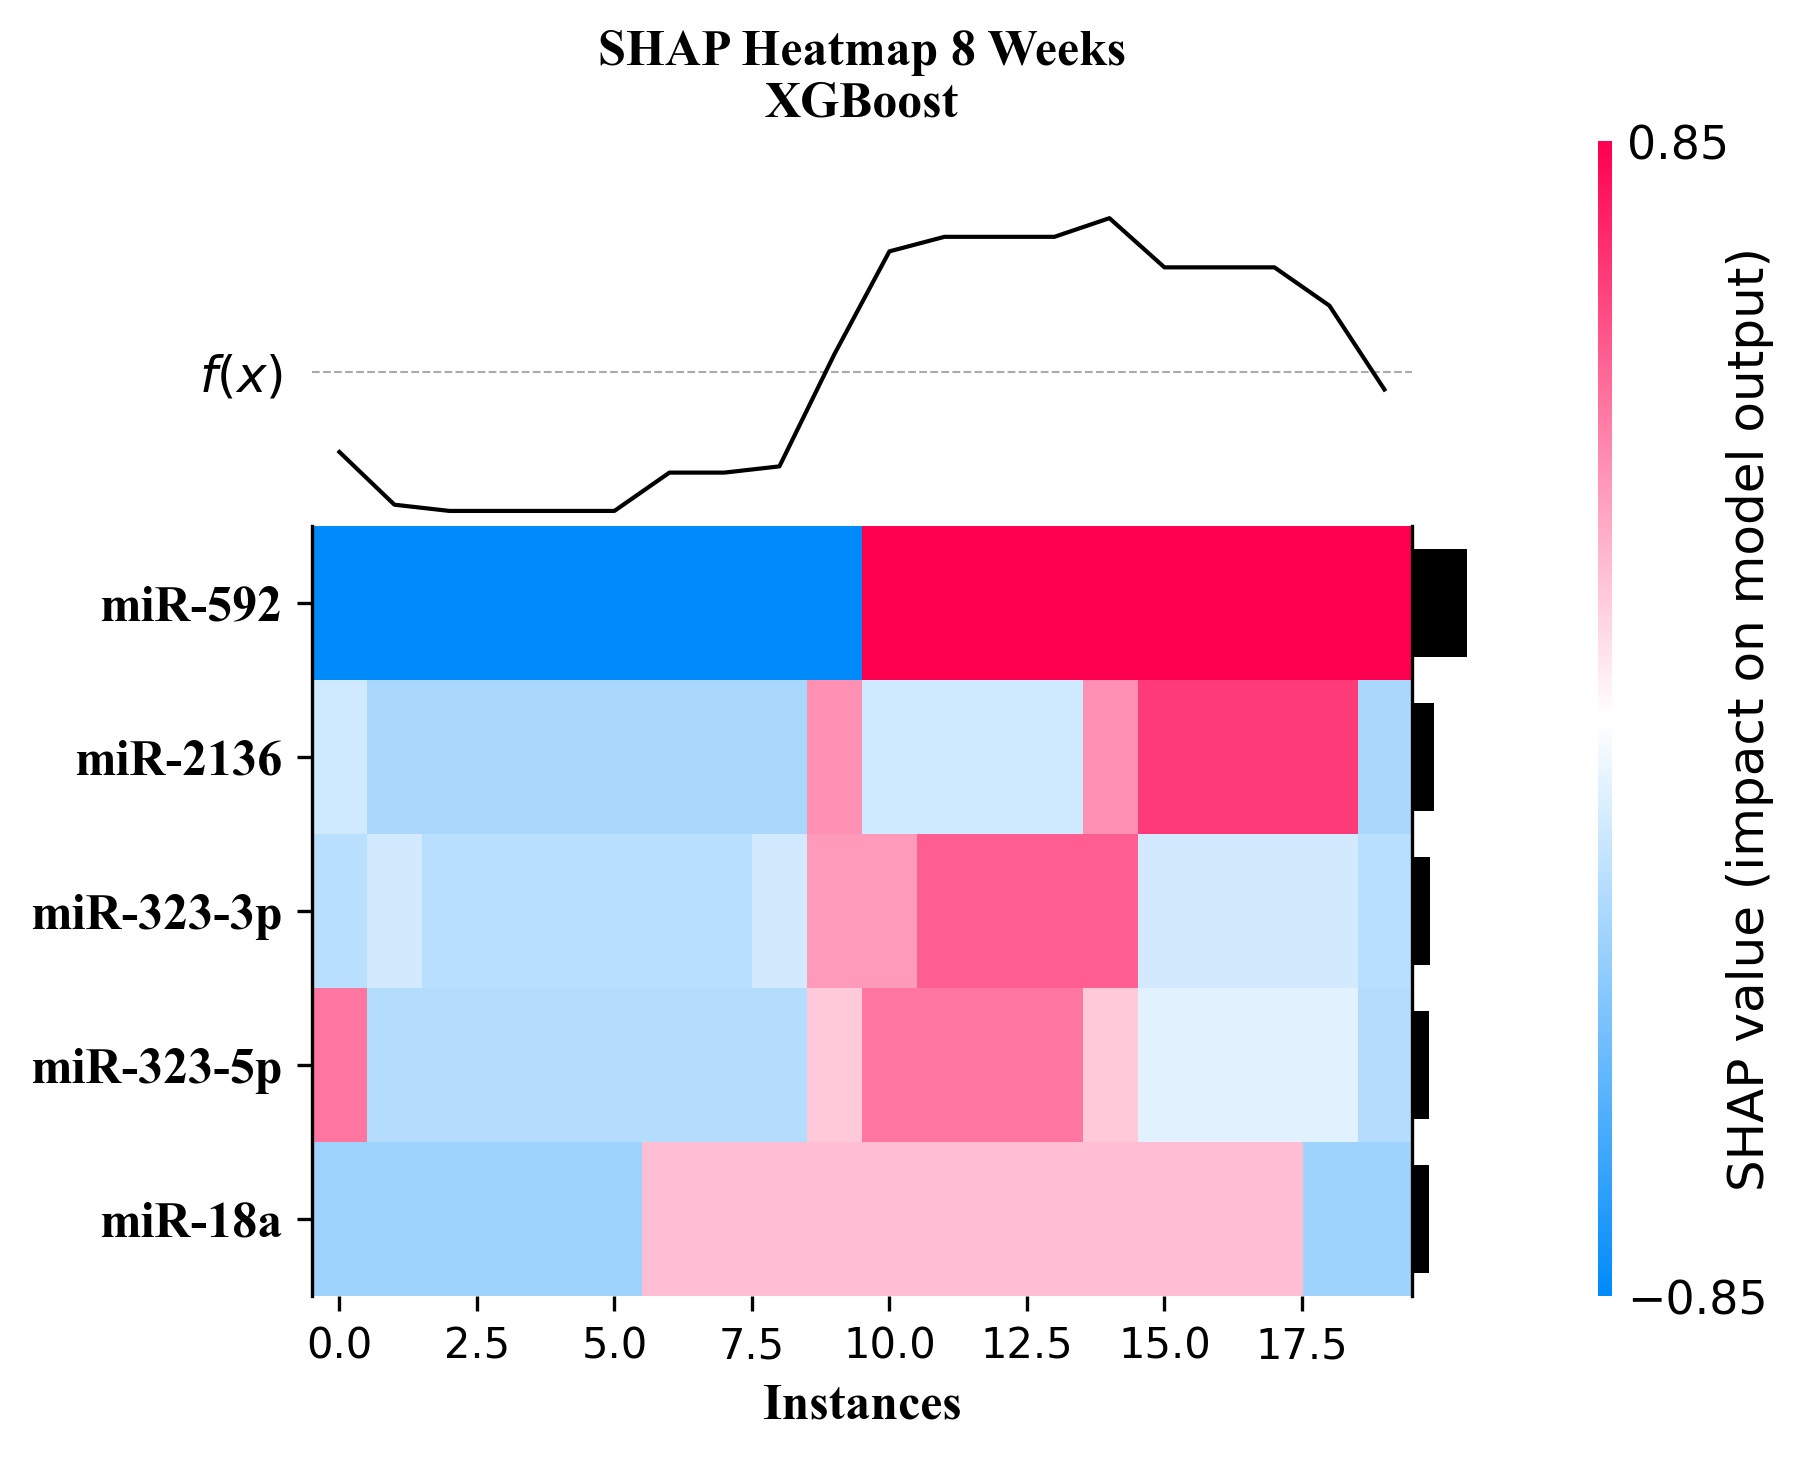 SHAP Heatmap 8 Weeks
XGBoost
0.85
f(x)
miR-592
miR-2136
miR-323-3p
miR-323-5p
miR-18a
SHAP value (impact on model output)
−0.85
0.0 2.5 5.0 7.5 10.0 12.5 15.0 17.5
Instances